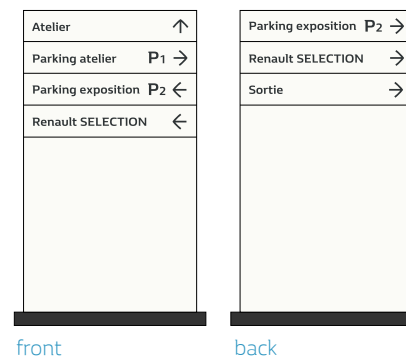 Atelier ↑
Parking atelier P1 →
Parking exposition P2 ←
Renault SELECTION ←
front
Parking exposition P2 →
Renault SELECTION →
Sortie →
back